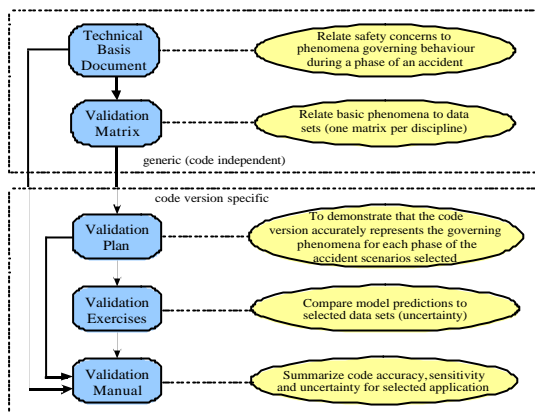 Technical
Basis
Document
Relate safety concerns to
phenomena governing behaviour
during a phase of an accident
Validation
Matrix
Relate basic phenomena to data
sets (one matrix per discipline)
generic (code independent)
code version specific
Validation
Plan
To demonstrate that the code
version accurately represents the
governing phenomena for each phase of the
accident scenarios selected
Validation
Exercises
Compare model predictions to
selected data sets (uncertainty)
Validation
Manual
Summarize code accuracy, sensitivity
and uncertainty for selected application